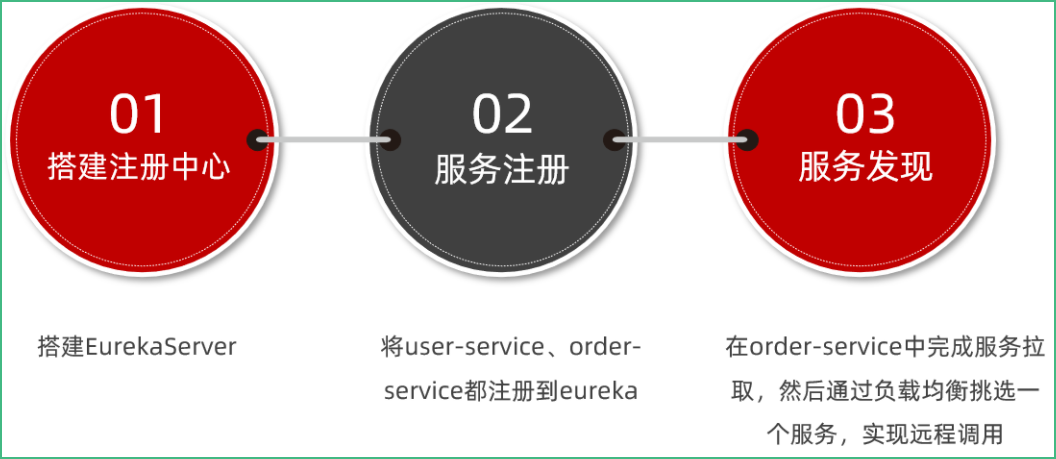 01
搭建注册中心
02
服务注册
03
服务发现
搭建EurekaServer
将user-service、order-
service都注册到eureka
在order-service中完成服务拉
取，然后通过负载均衡挑选一
个服务，实现远程调用